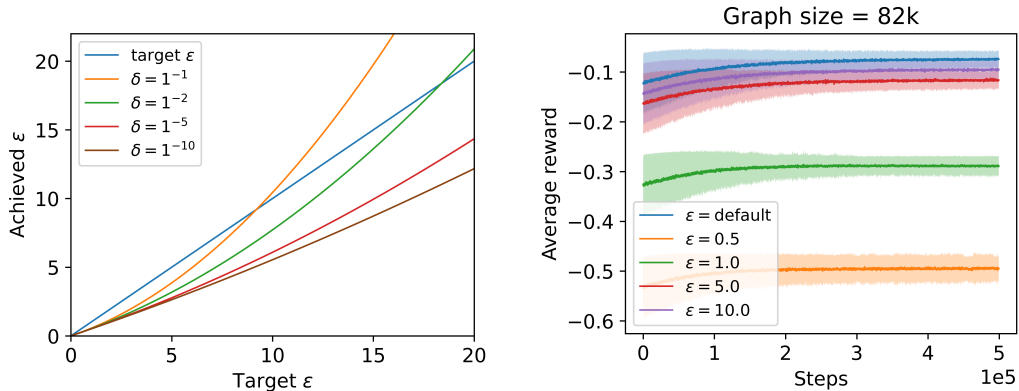 20
15
10
5
0
0
5
10
15
20
Achieved ε
Target ε
target ε
δ = 1⁻¹
δ = 1⁻²
δ = 1⁻⁵
δ = 1⁻¹⁰
Graph size = 82k
−0.1
−0.2
−0.3
−0.4
−0.5
−0.6
Average reward
ε = default
ε = 0.5
ε = 1.0
ε = 5.0
ε = 10.0
0
1
2
3
4
5
Steps
1e5